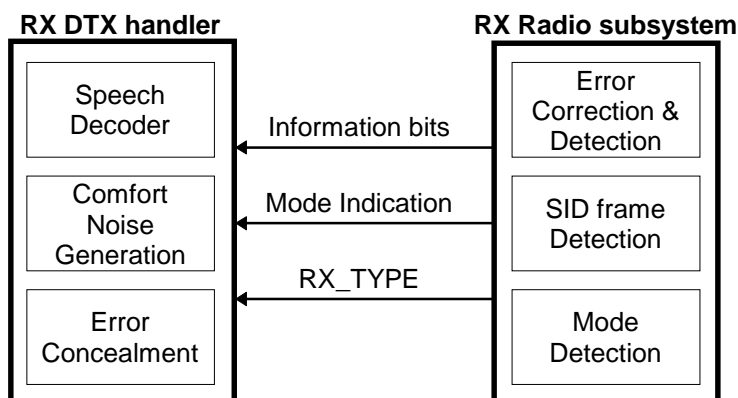 RX DTX handler
RX Radio subsystem
Speech
Decoder
Comfort
Noise
Generation
Error
Concealment
Information bits
Mode Indication
RX_TYPE
Error
Correction &
Detection
SID frame
Detection
Mode
Detection